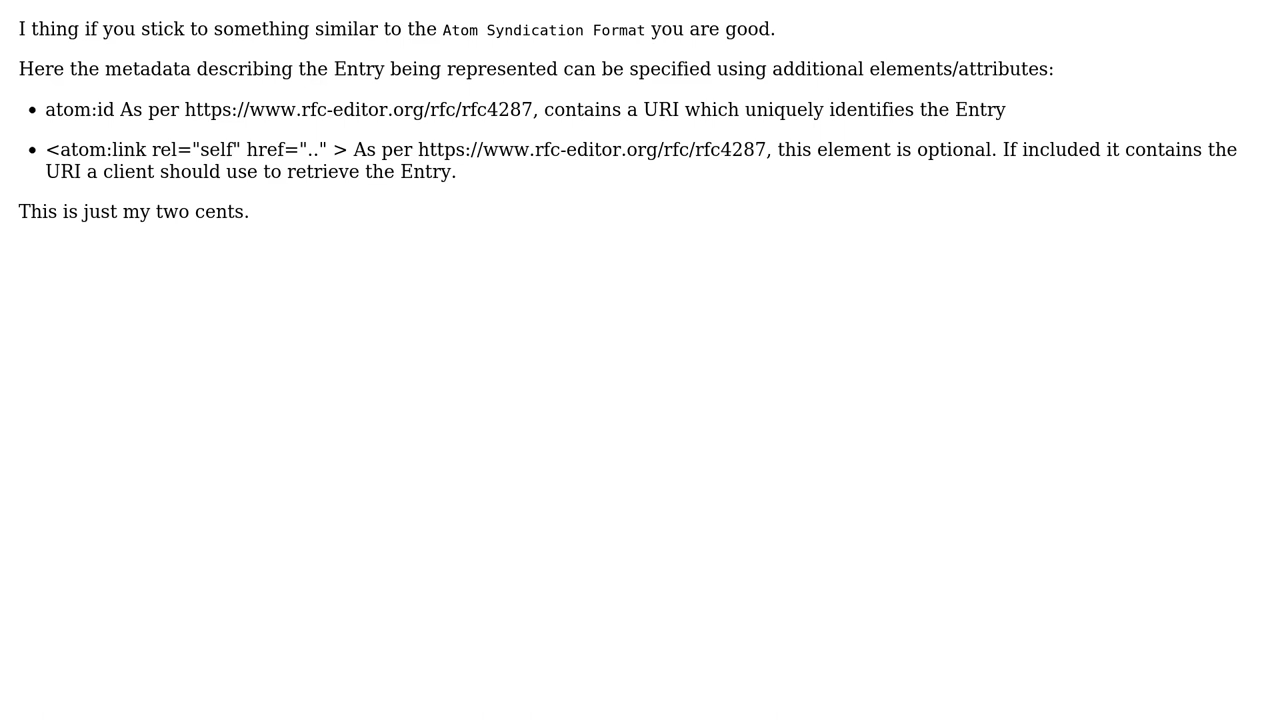 I thing if you stick to something similar to the Atom Syndication Format you are good.
Here the metadata describing the Entry being represented can be specified using additional elements/attributes:
• atom:id As per https://www.rfc-editor.org/rfc/rfc4287, contains a URI which uniquely identifies the Entry
• <atom:link rel="self" href=".." > As per https://www.rfc-editor.org/rfc/rfc4287, this element is optional. If included it contains the
URI a client should use to retrieve the Entry.
This is just my two cents.